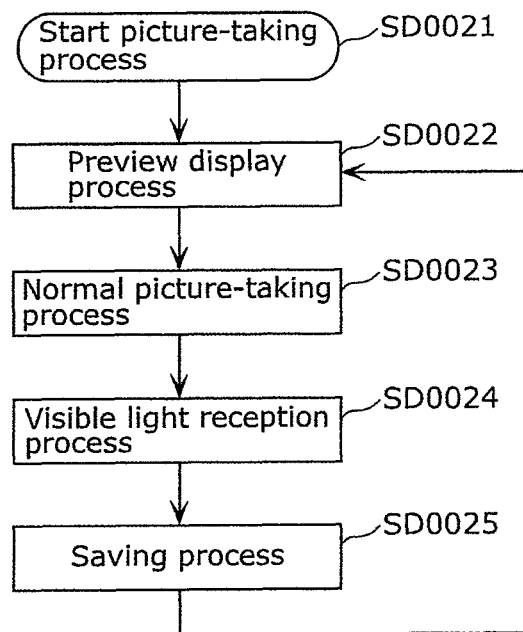 Start picture-taking
process
SD0021
Preview display
process
SD0022
Normal picture-taking
process
SD0023
Visible light reception
process
SD0024
Saving process
SD0025